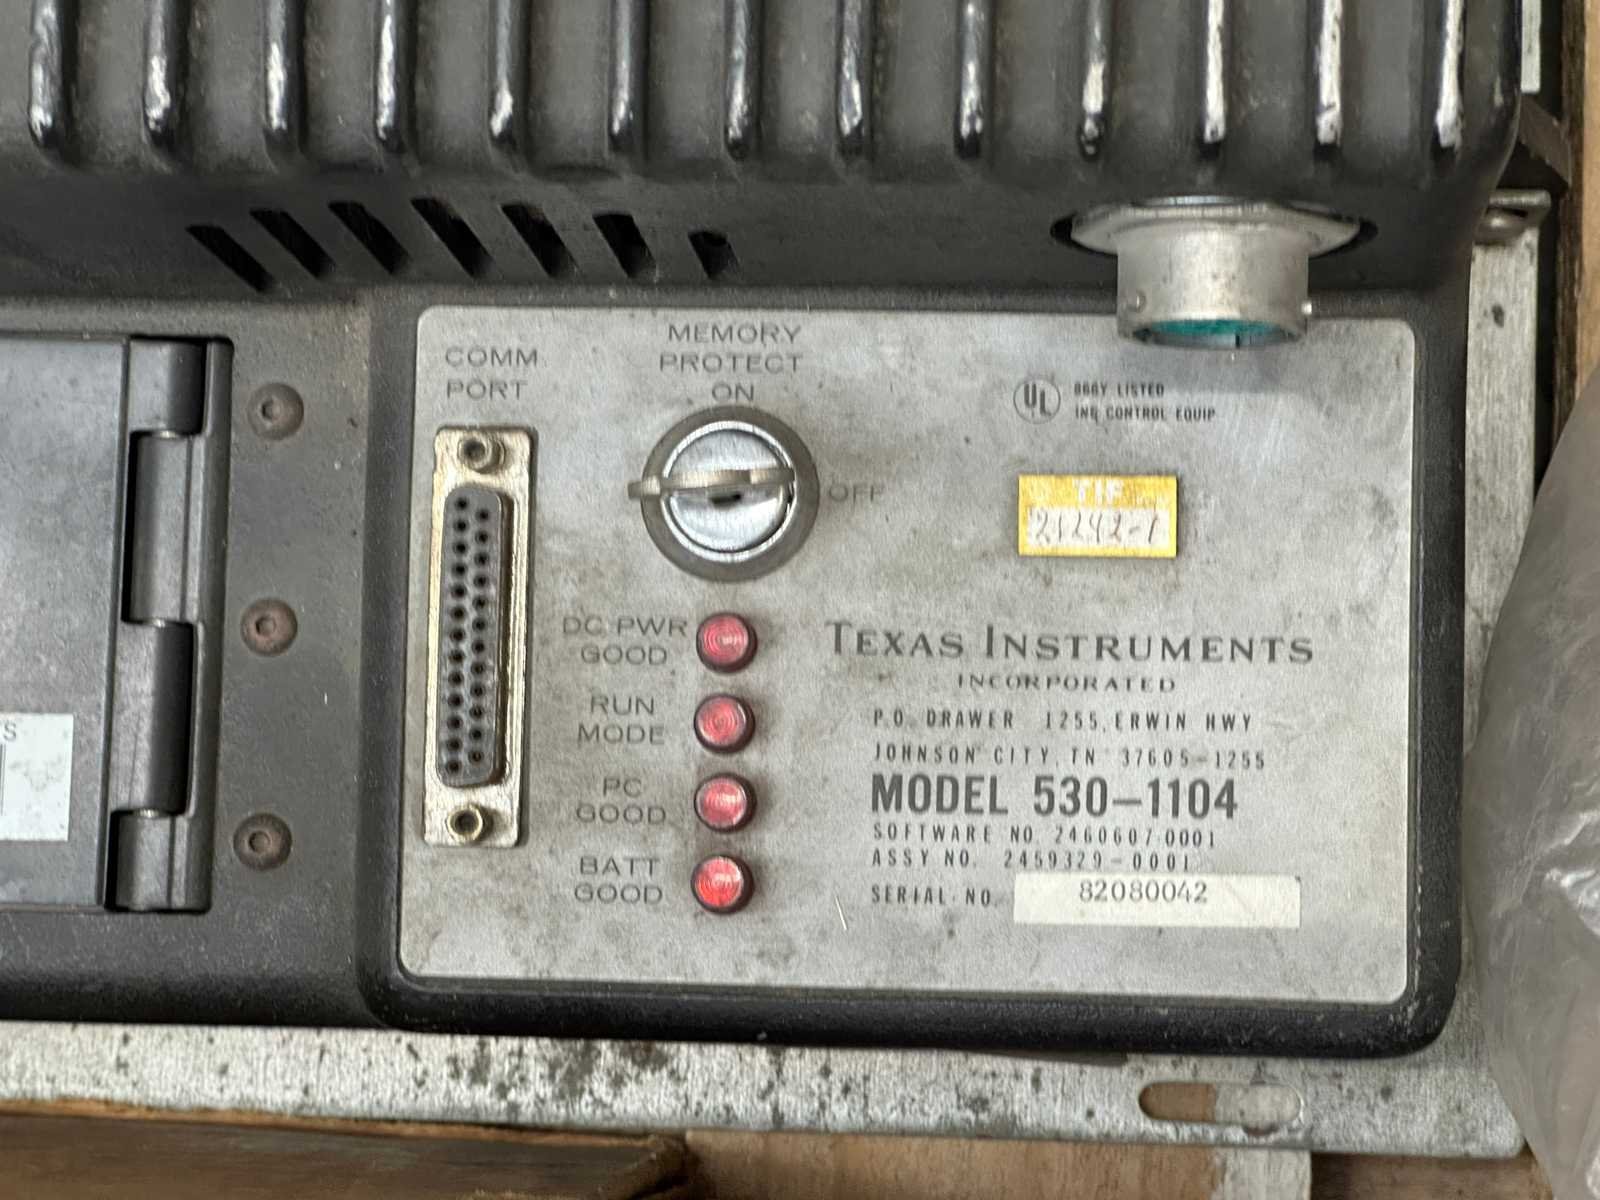 MEMORY
PROTECT
ON
OFF
COMM
PORT
UL
866Y LISTED
IND CONTROL EQUIP
TIF
21242-1
DC PWR
GOOD
RUN
MODE
PC
GOOD
BATT
GOOD
TEXAS INSTRUMENTS
INCORPORATED
P.O. DRAWER 1255, ERWIN HWY
JOHNSON CITY, TN 37605-1255
MODEL 530-1104
SOFTWARE NO. 2460607-0001
ASSY NO. 2459329-0001
SERIAL NO. 82080042
S